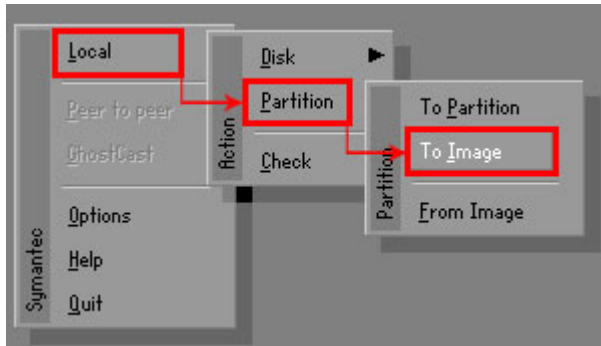 Local
Peer to peer
GhostCast
Options
Help
Quit
Symantec
Disk
Partition
Check
Action
To Partition
To Image
From Image
Partition